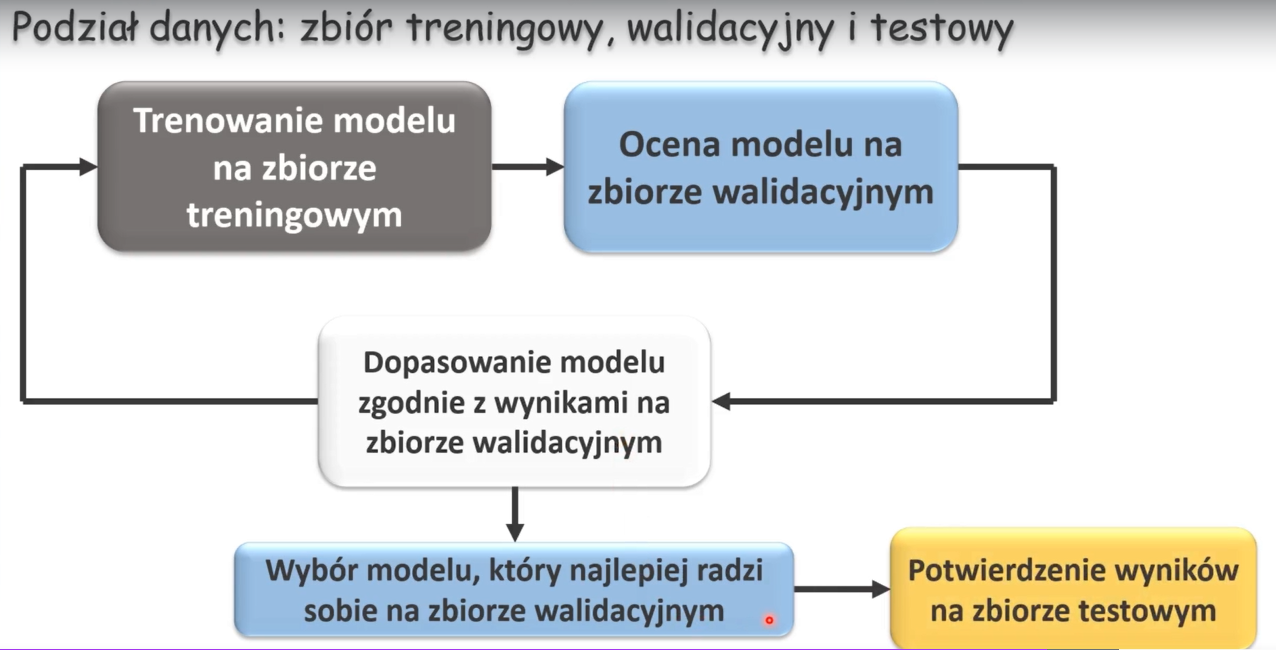 Podział danych: zbiór treningowy, walidacyjny i testowy
Trenowanie modelu
na zbiorze
treningowym
Ocena modelu na
zbiorze walidacyjnym
Dopasowanie modelu
zgodnie z wynikami na
zbiorze walidacyjnym
Wybór modelu, który najlepiej radzi
sobie na zbiorze walidacyjnym
Potwierdzenie wyników
na zbiorze testowym